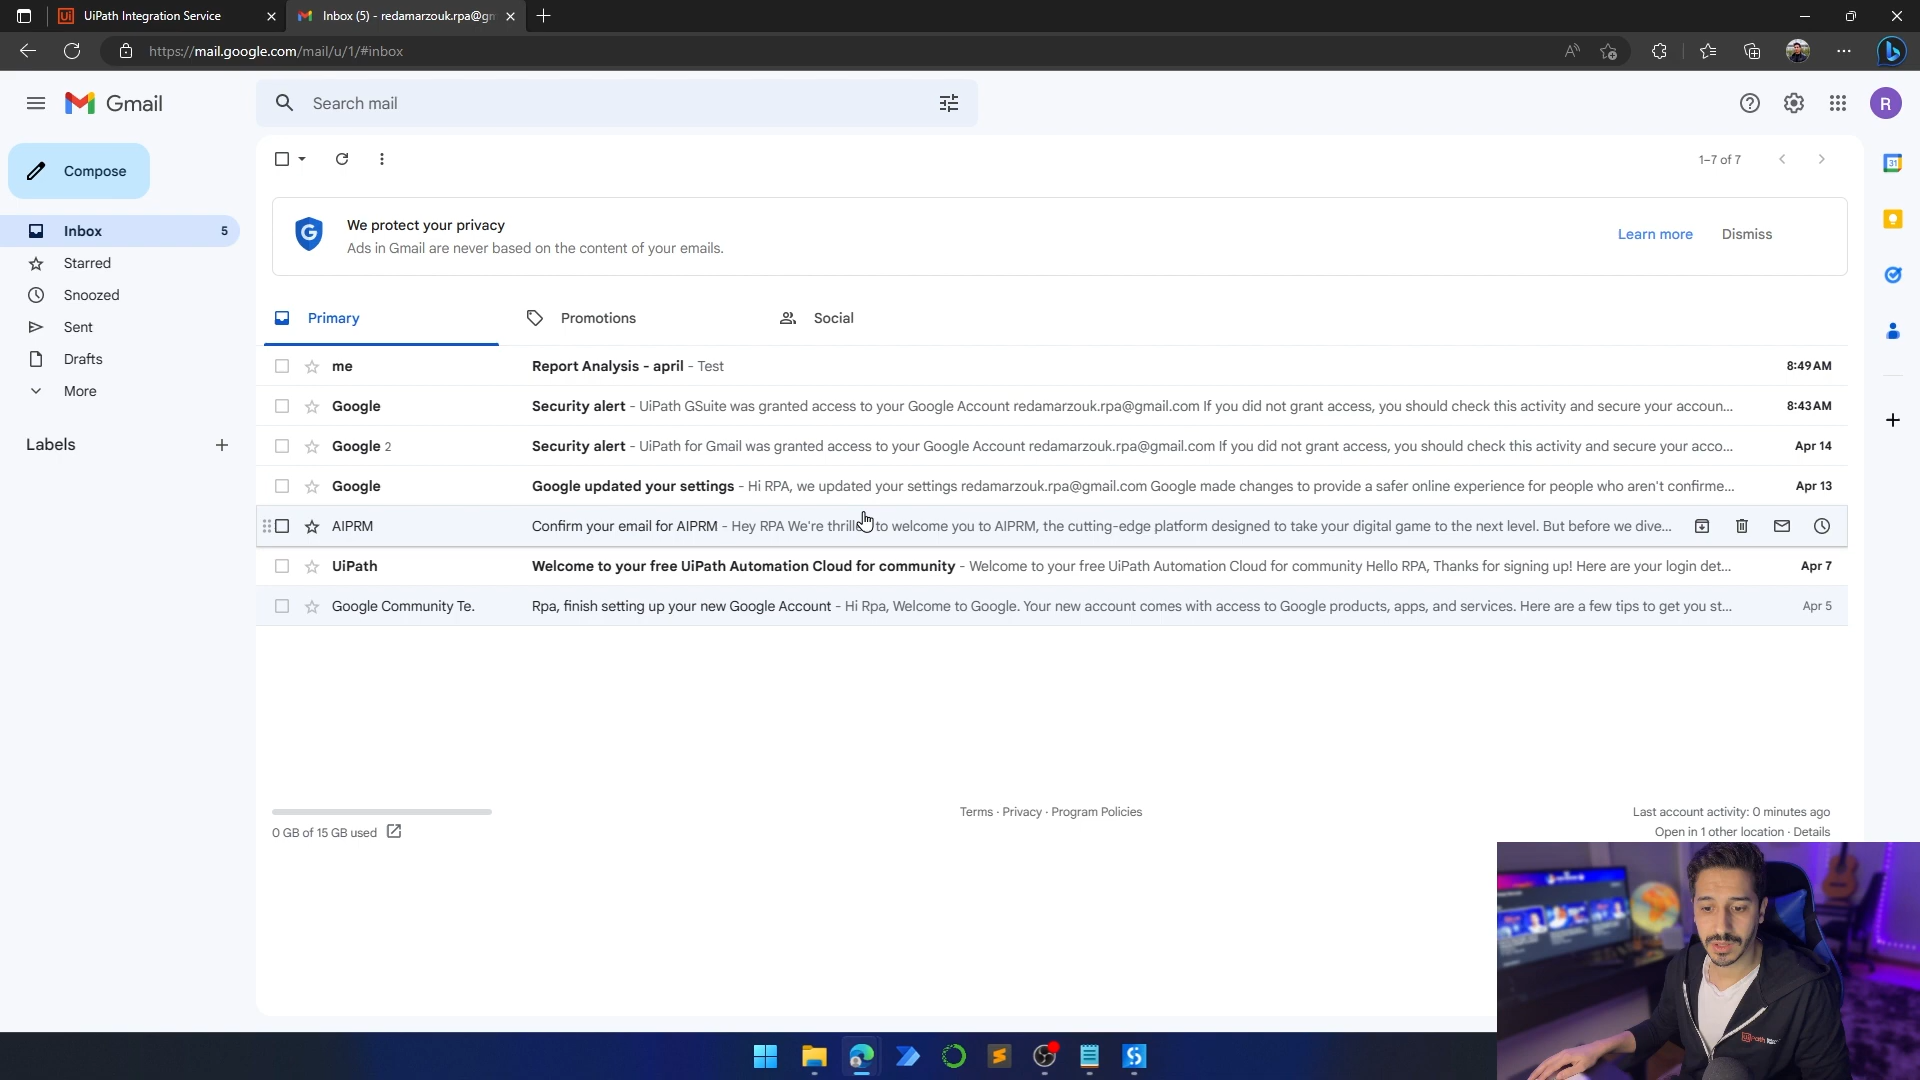 UiPath Integration Service
Inbox (5) - redamarzouk.rpa@gm
https://mail.google.com/mail/u/1/#inbox
Gmail
Search mail
R
Compose
1–7 of 7
Inbox 5
Starred
Snoozed
Sent
Drafts
More
Labels
We protect your privacy
Ads in Gmail are never based on the content of your emails.
Learn more
Dismiss
Primary
Promotions
Social
me Report Analysis - april - Test 8:49 AM
Google Security alert - UiPath GSuite was granted access to your Google Account redamarzouk.rpa@gmail.com If you did not grant access, you should check this activity and secure your accoun... 8:43 AM
Google 2 Security alert - UiPath for Gmail was granted access to your Google Account redamarzouk.rpa@gmail.com If you did not grant access, you should check this activity and secure your acco... Apr 14
Google Google updated your settings - Hi RPA, we updated your settings redamarzouk.rpa@gmail.com Google made changes to provide a safer online experience for people who aren't confirme... Apr 13
AIPRM Confirm your email for AIPRM - Hey RPA We're thrilled to welcome you to AIPRM, the cutting-edge platform designed to take your digital game to the next level. But before we dive...
UiPath Welcome to your free UiPath Automation Cloud for community - Welcome to your free UiPath Automation Cloud for community Hello RPA, Thanks for signing up! Here are your login det... Apr 7
Google Community Te. Rpa, finish setting up your new Google Account - Hi Rpa, Welcome to Google. Your new account comes with access to Google products, apps, and services. Here are a few tips to get you st... Apr 5
0 GB of 15 GB used
Terms · Privacy · Program Policies
Last account activity: 0 minutes ago
Open in 1 other location · Details